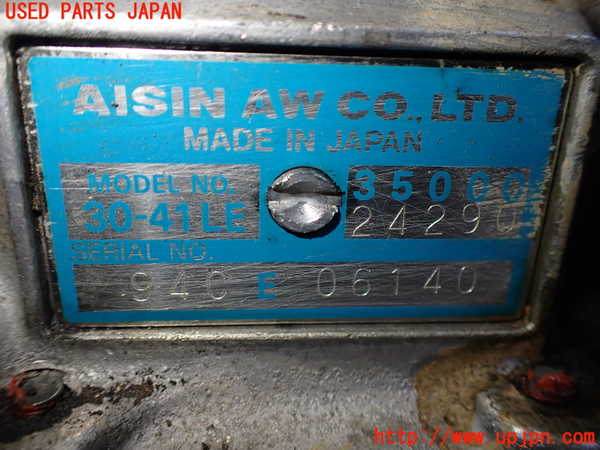 USED PARTS JAPAN
AISIN AW CO., LTD.
MADE IN JAPAN
MODEL NO. 35000
30-41LE 24290
SERIAL NO.
94C E 06140
http://www.upjpn.com/